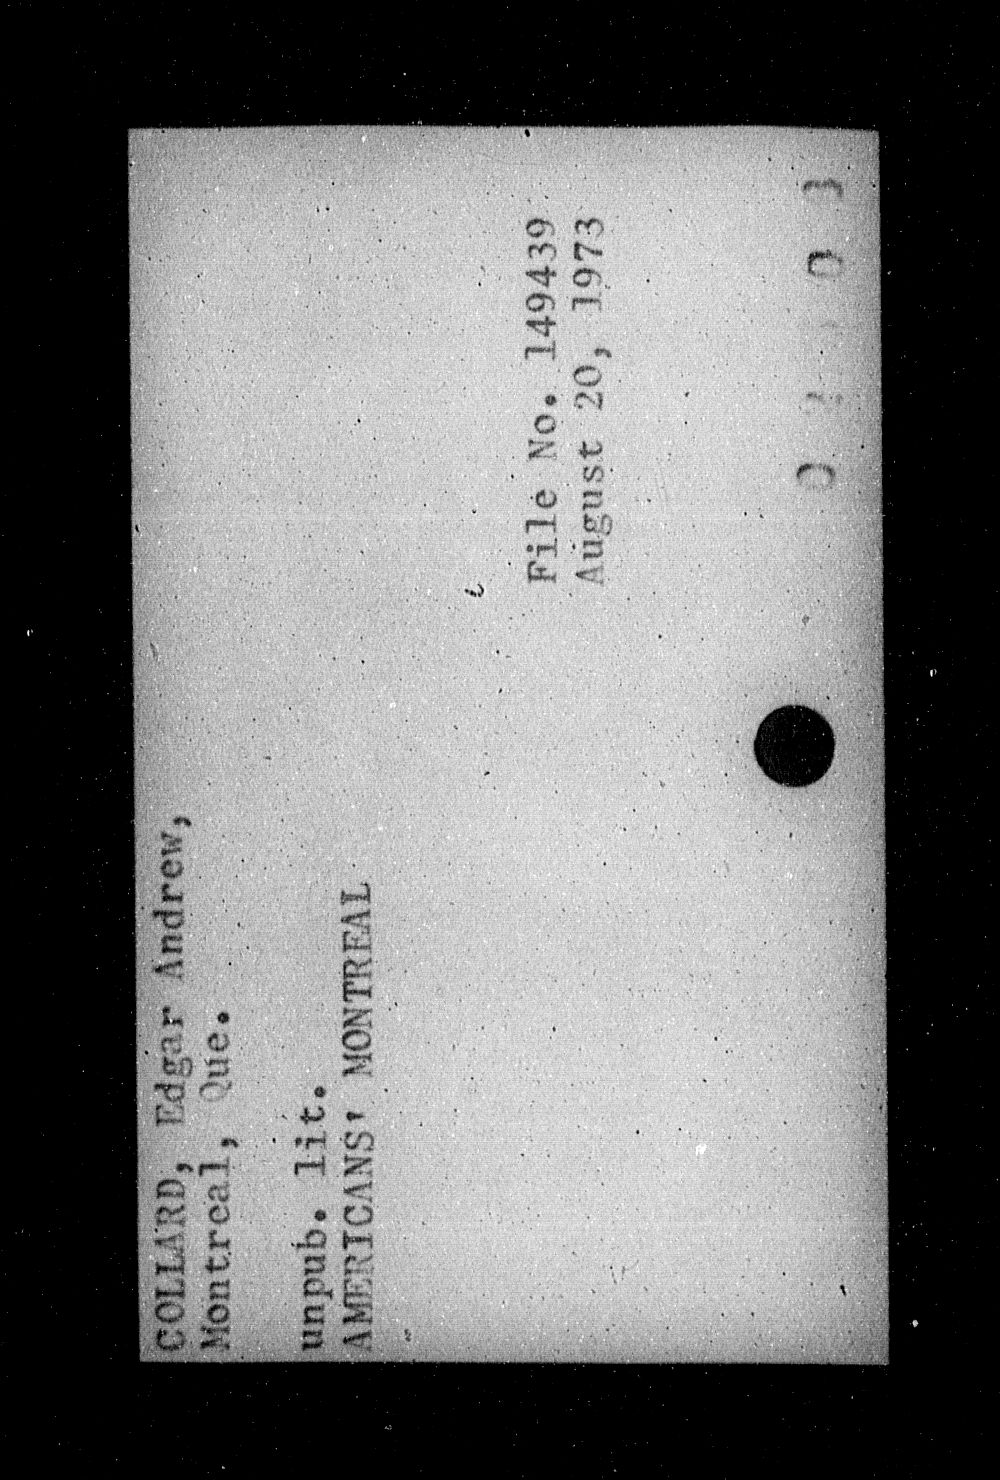 COLLARD, Edgar Andrew,
Montreal, Que.
unpub. lit.
AMERICANS' MONTREAL
File No. 149439
August 20, 1973